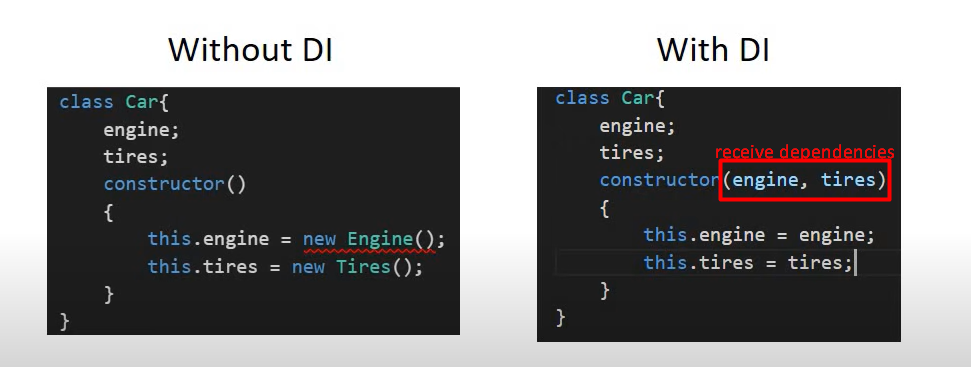 Without DI
class Car{
engine;
tires;
constructor()
{
this.engine = new Engine();
this.tires = new Tires();
}
}
With DI
class Car{
engine;
tires;
receive dependencies
constructor(engine, tires)
{
this.engine = engine;
this.tires = tires;
}
}